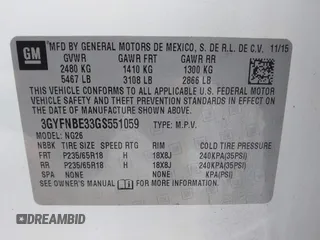 GM
MFD BY GENERAL MOTORS DE MEXICO, S. DE R.L. DE C.V. 11/15
GVWR GAWR FRT GAWR RR
2480 KG 1410 KG 1300 KG
5467 LB 3108 LB 2866 LB
THIS VEHICLE CONFORMS TO ALL APPLICABLE U.S. FEDERAL MOTOR VEHICLE SAFETY, BUMPER, AND THEFT PREVENTION STANDARDS IN EFFECT ON THE DATE OF MANUFACTURE SHOWN ABOVE.
3GYFNBE33GS551059 TYPE: M.P.V.
MODEL: NG26
NBBK TIRE SIZE SPEED RTG RIM COLD TIRE PRESSURE
FRT P235/65R18 H 18X8J 240KPA(35PSI)
RR P235/65R18 H 18X8J 240KPA(35PSI)
SPA NONE NONE KPA(PSI)
SEE OWNER'S MANUAL FOR ADDITIONAL INFORMATION.
DREAMBID